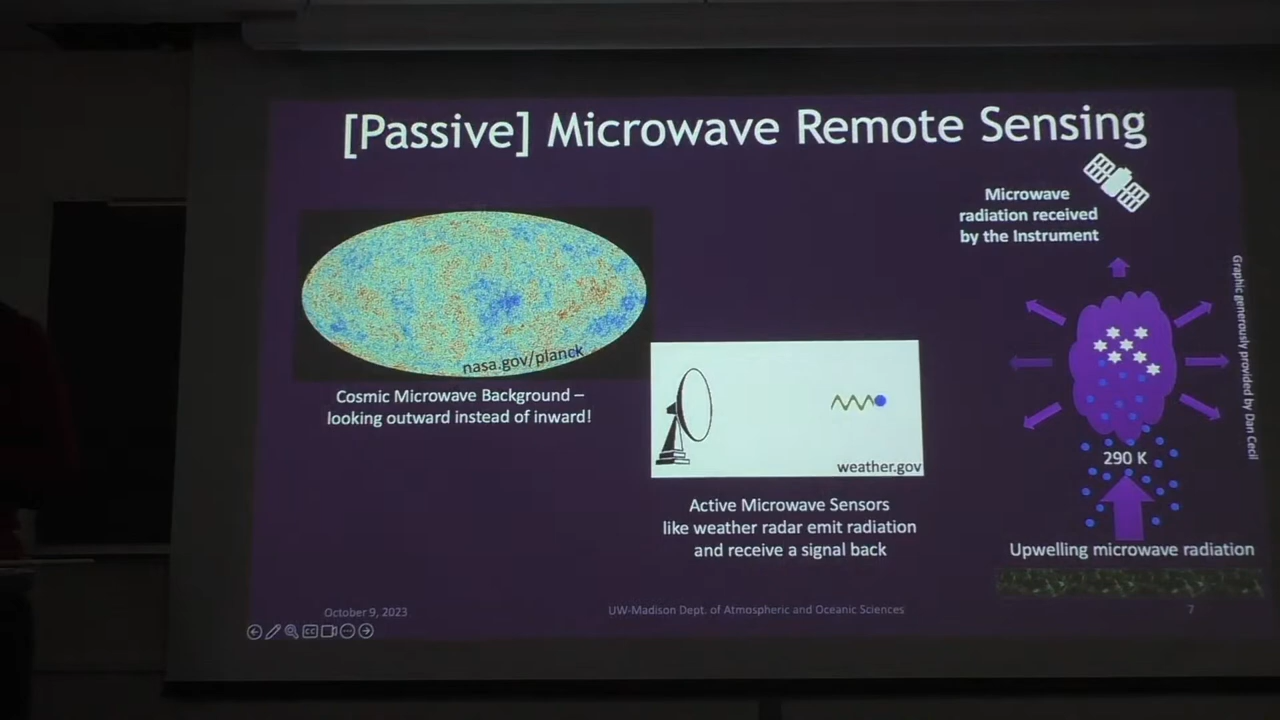 [Passive] Microwave Remote Sensing
nasa.gov/planck
Cosmic Microwave Background –
looking outward instead of inward!
weather.gov
Active Microwave Sensors
like weather radar emit radiation
and receive a signal back
Microwave
radiation received
by the Instrument
290 K
Upwelling microwave radiation
Graphic generously provided by Dan Cecil
October 9, 2023
UW-Madison Dept. of Atmospheric and Oceanic Sciences
7
CC